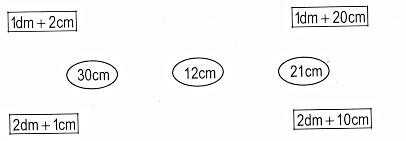 1dm + 2cm
1dm + 20cm
30cm
12cm
21cm
2dm + 1cm
2dm + 10cm